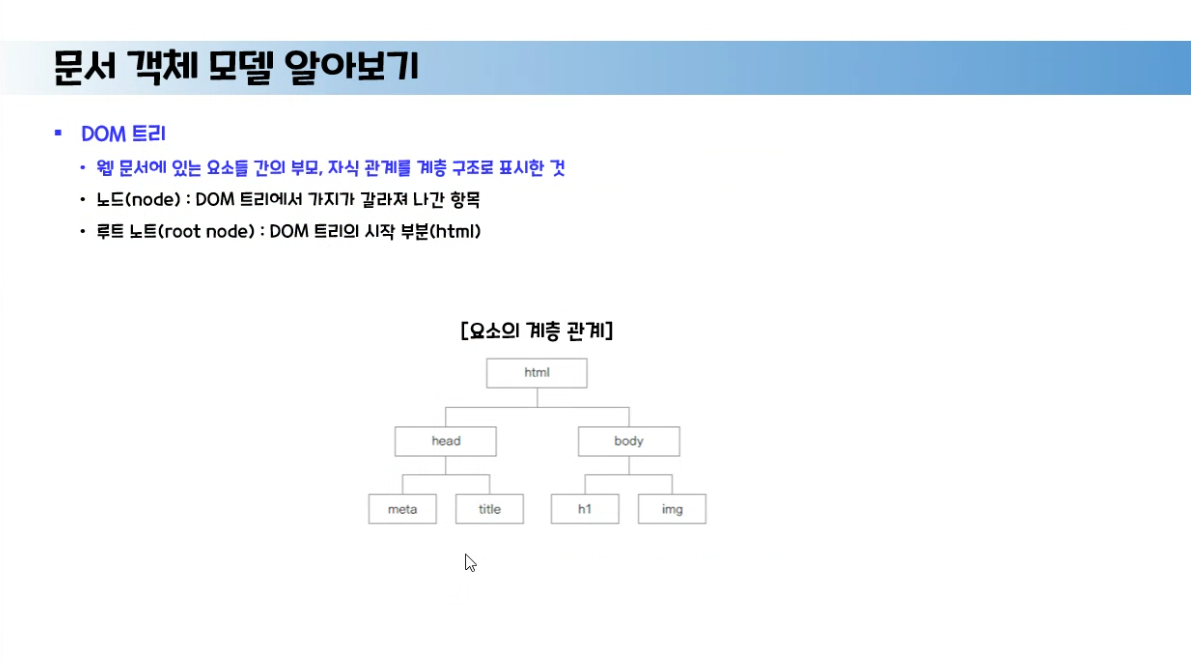 문서 객체 모델 알아보기
▪ DOM 트리
• 웹 문서에 있는 요소들 간의 부모, 자식 관계를 계층 구조로 표시한 것
• 노드(node) : DOM 트리에서 가지가 갈라져 나간 항목
• 루트 노트(root node) : DOM 트리의 시작 부분(html)
[요소의 계층 관계]
html
head body
meta title h1 img